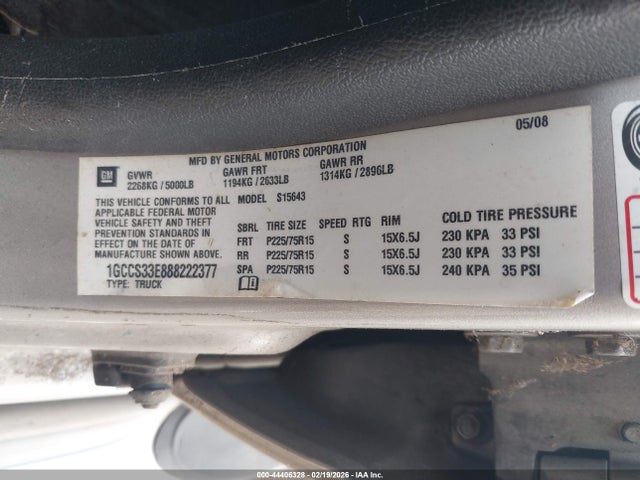 05/08
MFD BY GENERAL MOTORS CORPORATION
GM GVWR GAWR FRT GAWR RR
2268KG / 5000LB 1194KG / 2633LB 1314KG / 2896LB
THIS VEHICLE CONFORMS TO ALL MODEL S15643
APPLICABLE FEDERAL MOTOR
VEHICLE SAFETY AND THEFT
PREVENTION STANDARDS IN
EFFECT ON THE DATE OF
MANUFACTURE SHOWN ABOVE.
1GCCS33E888222377
TYPE: TRUCK
SBRL TIRE SIZE SPEED RTG RIM COLD TIRE PRESSURE
FRT P225/75R15 S 15X6.5J 230 KPA 33 PSI
RR P225/75R15 S 15X6.5J 230 KPA 33 PSI
SPA P225/75R15 S 15X6.5J 240 KPA 35 PSI
000-44406328 - 02/19/2026 - IAAI.COM